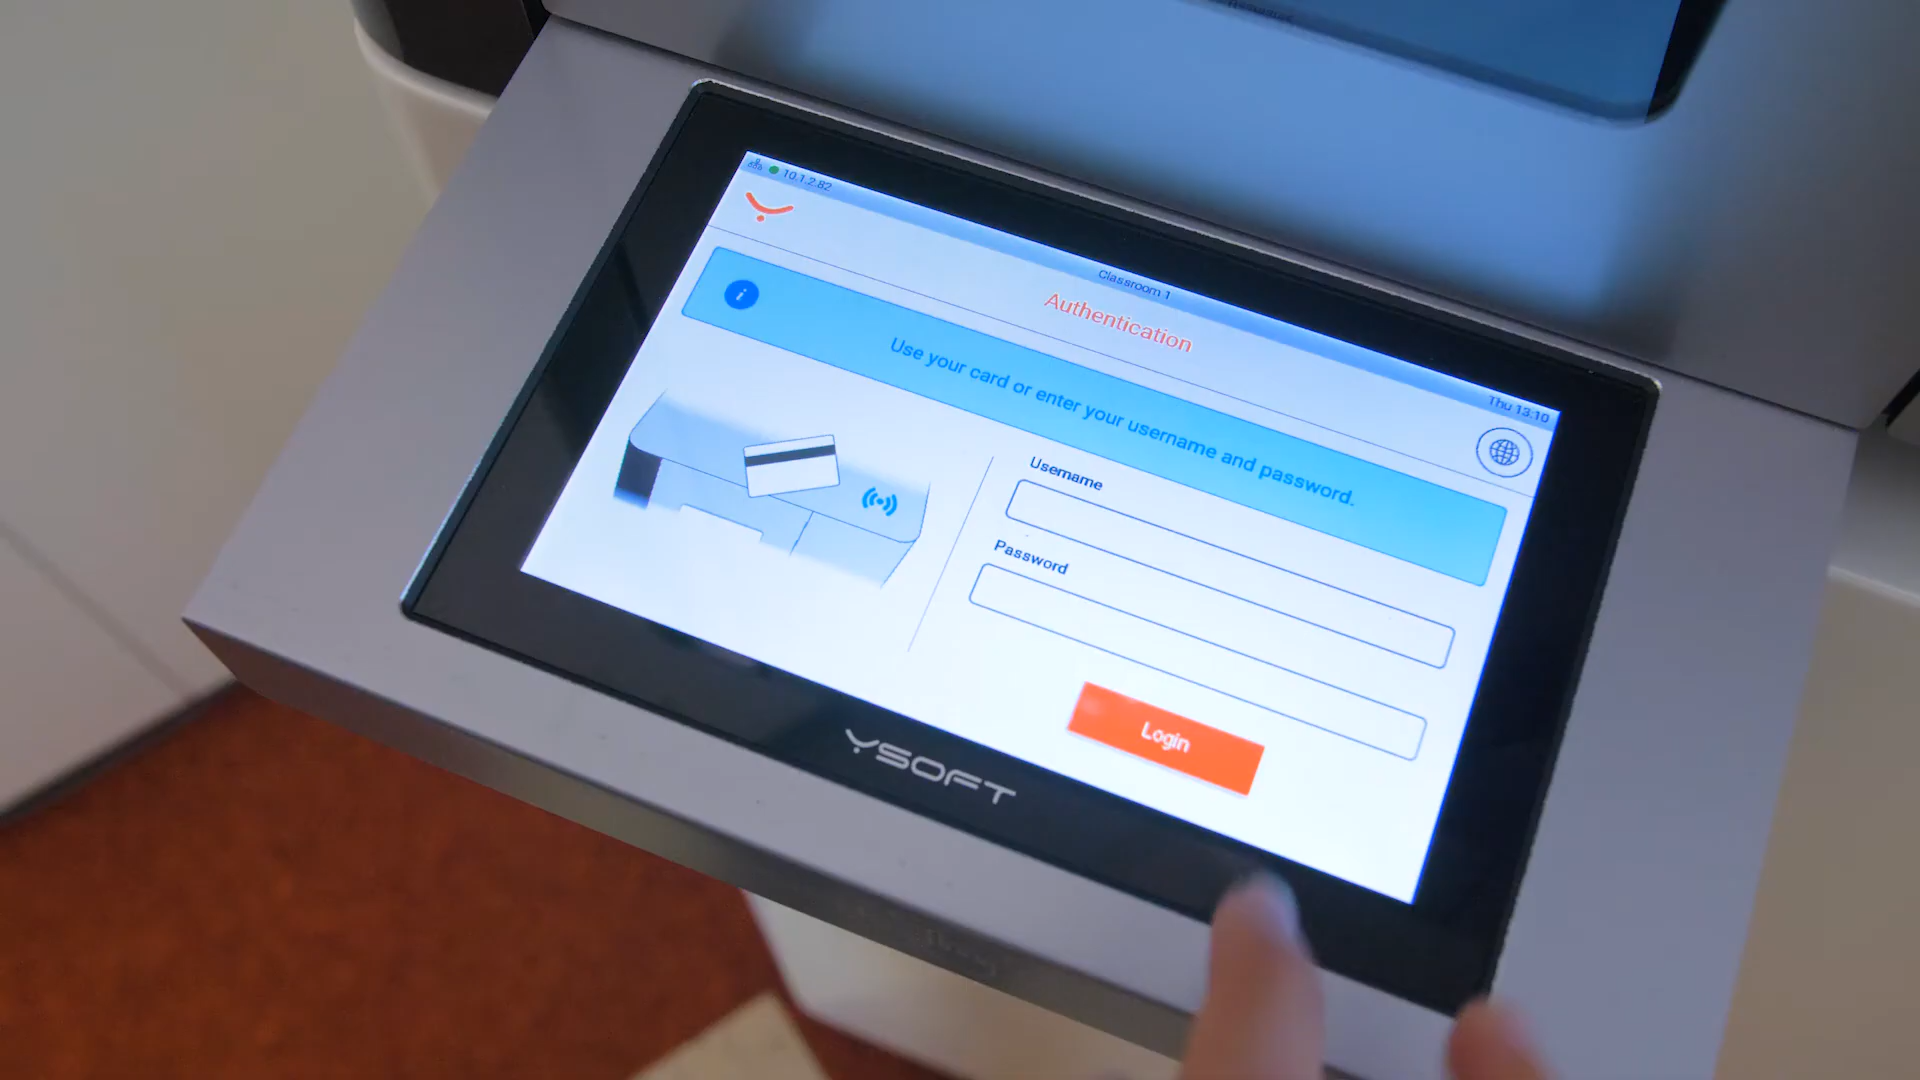 10.1.2.82
Classroom 1
Thu 13:10
Authentication
i
Use your card or enter your username and password.
Username
Password
Login
YSOFT